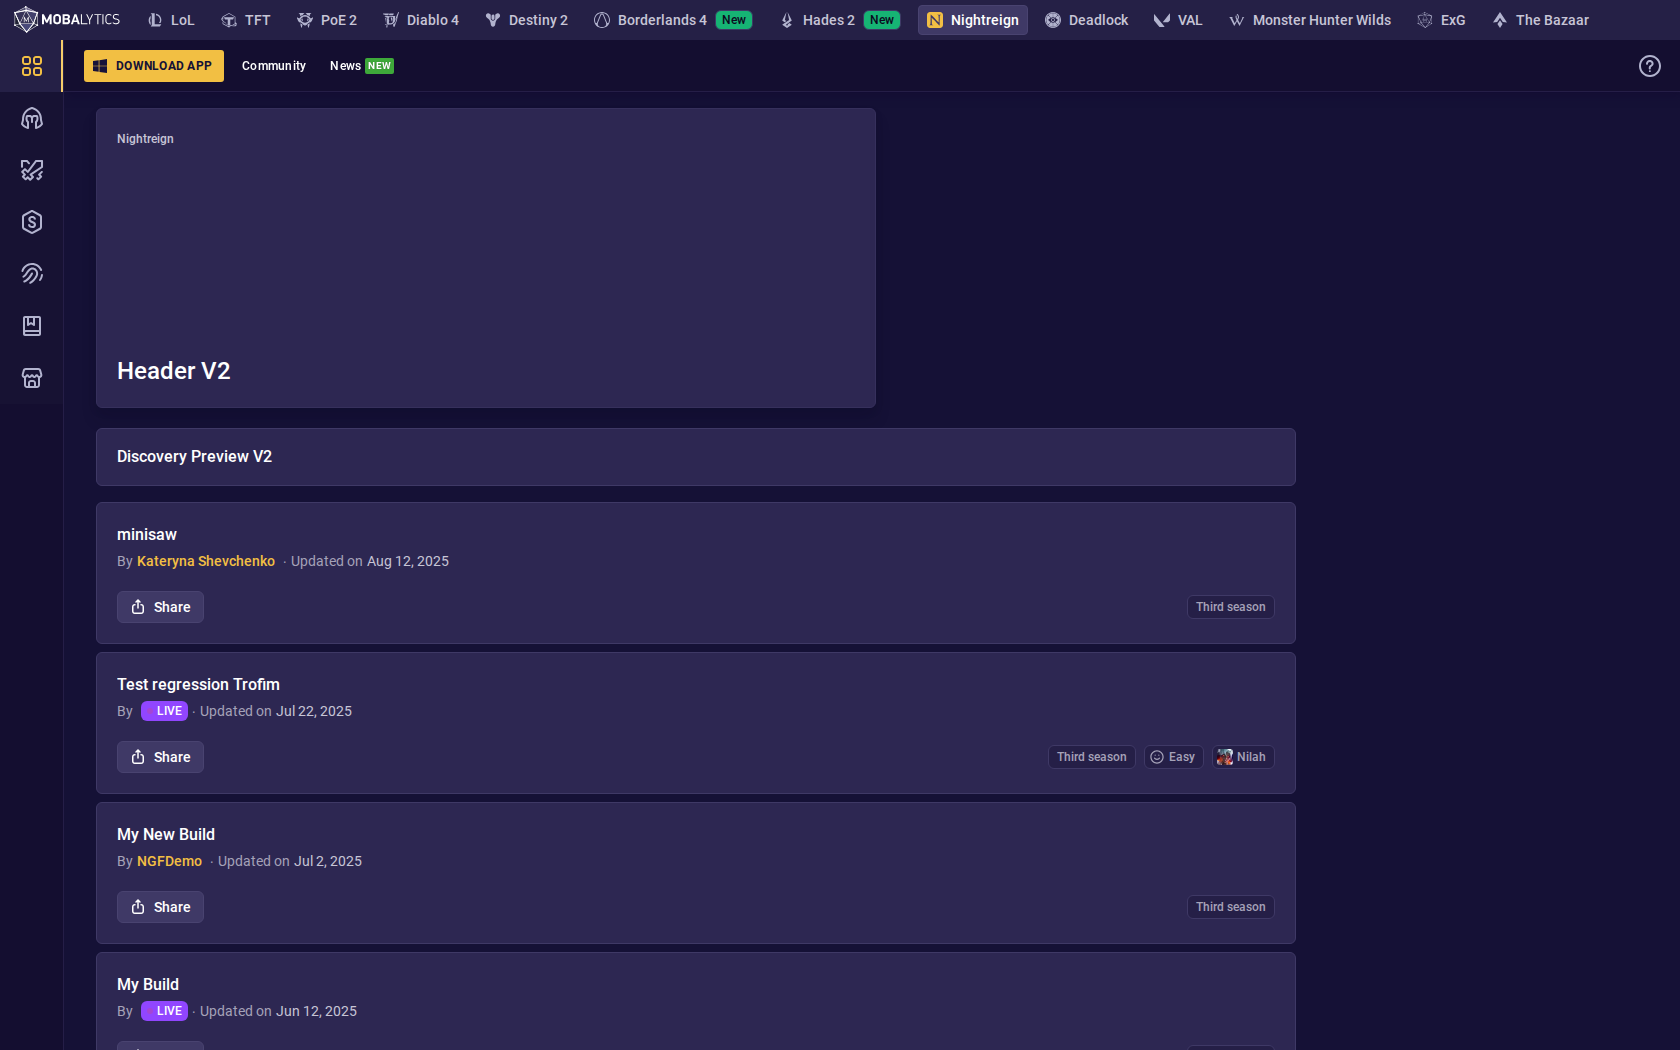 MOBALYTICS LoL TFT PoE 2 Diablo 4 Destiny 2 Borderlands 4 New Hades 2 New Nightreign Deadlock VAL Monster Hunter Wilds ExG The Bazaar
DOWNLOAD APP Community News NEW
Nightreign
Header V2
Discovery Preview V2
minisaw
By Kateryna Shevchenko · Updated on Aug 12, 2025
Share Third season
Test regression Trofim
By LIVE · Updated on Jul 22, 2025
Share Third season Easy Nilah
My New Build
By NGFDemo · Updated on Jul 2, 2025
Share Third season
My Build
By LIVE · Updated on Jun 12, 2025